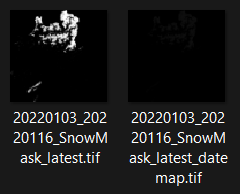 20220103_202
20116_SnowM
ask_latest.tif
20220103_202
20116_SnowM
ask_latest_date
map.tif